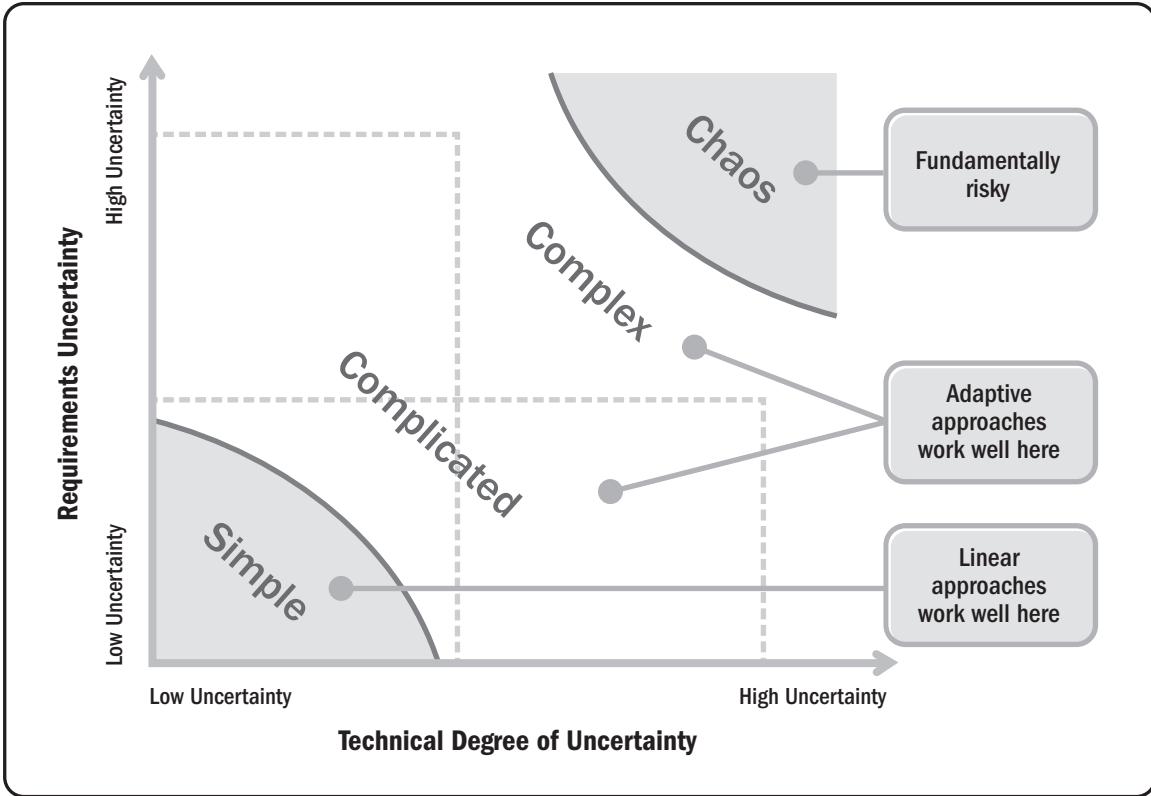 High Uncertainty
Requirements Uncertainty
Low Uncertainty
Chaos
Complex
Complicated
Simple
Fundamentally
risky
Adaptive
approaches
work well here
Linear
approaches
work well here
Low Uncertainty
High Uncertainty
Technical Degree of Uncertainty